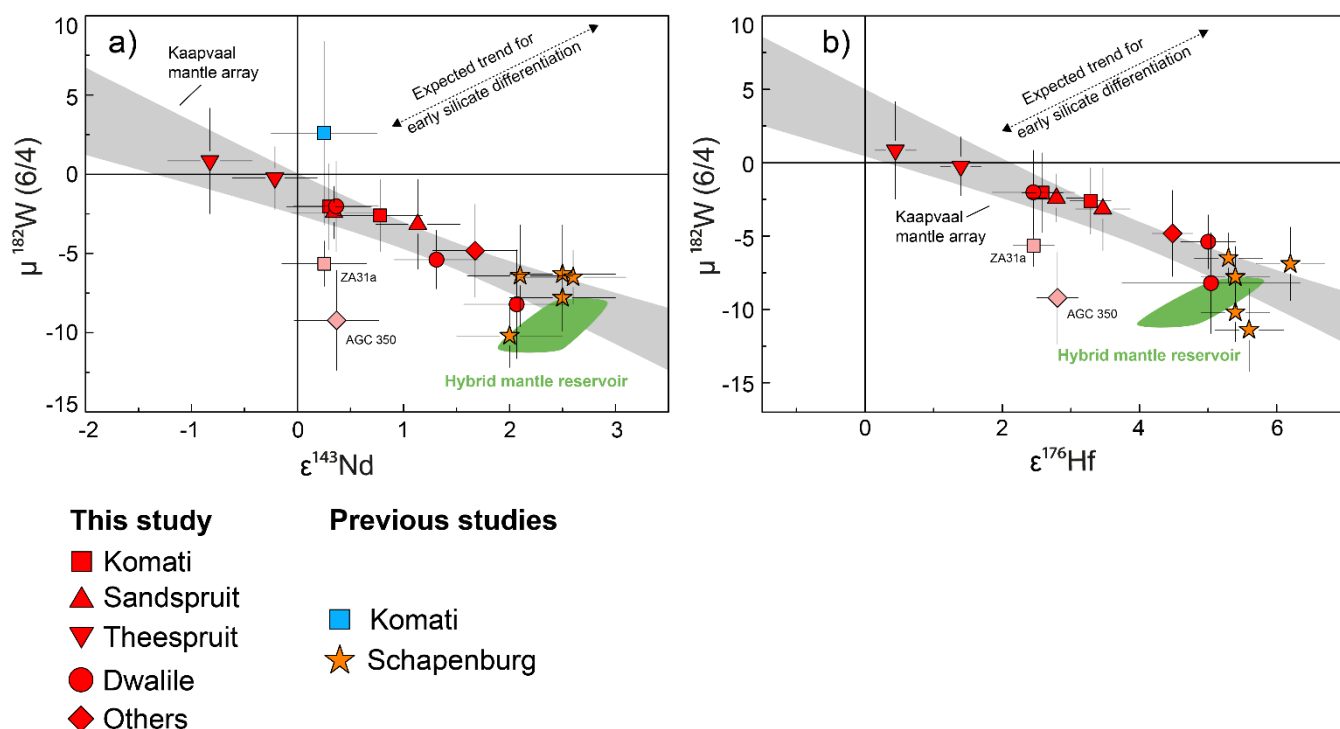 a)
Kaapvaal
mantle array
Expected trend for
early silicate differentiation
ZA31a
AGC 350
Hybrid mantle reservoir
10
5
0
-5
-10
-15
μ ¹⁸²W (6/4)
-2
-1
0
1
2
3
ε¹⁴³Nd
b)
Expected trend for
early silicate differentiation
Kaapvaal
mantle array
ZA31a
AGC 350
Hybrid mantle reservoir
10
5
0
-5
-10
-15
μ ¹⁸²W (6/4)
0
2
4
6
ε¹⁷⁶Hf
This study
Komati
Sandspruit
Theespruit
Dwalile
Others
Previous studies
Komati
Schapenburg